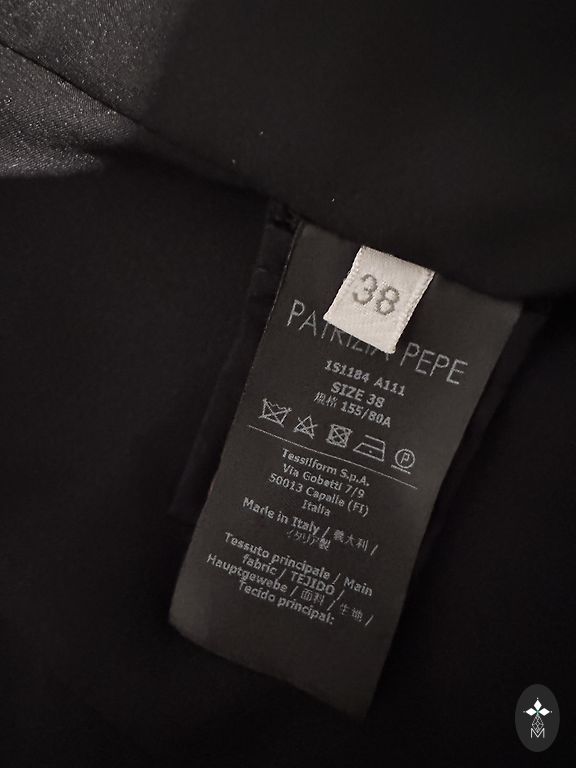 38
PATRIZIA PEPE
1S1184 A111
SIZE 38
规格 155/80A
P
Tessilform S.p.A.
Via Gobetti 7/9
50013 Capalle (FI)
Italia
Made in Italy / 義大利 /
イタリア製
Tessuto principale / Main
fabric / TEJIDO /
Hauptgewebe / 面料 / 生地 /
Tecido principal:
M